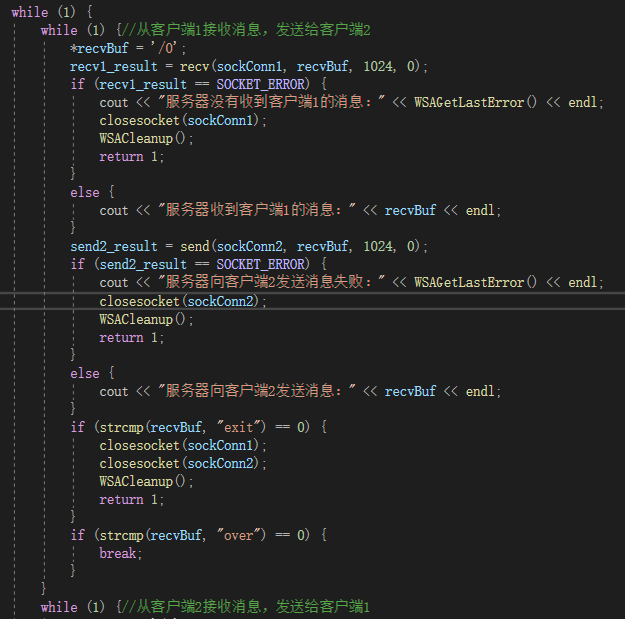 while (1) {
while (1) {//从客户端1接收消息，发送给客户端2
*recvBuf = '/0';
recv1_result = recv(sockConn1, recvBuf, 1024, 0);
if (recv1_result == SOCKET_ERROR) {
cout << "服务器没有收到客户端1的消息：" << WSAGetLastError() << endl;
closesocket(sockConn1);
WSACleanup();
return 1;
}
else {
cout << "服务器收到客户端1的消息：" << recvBuf << endl;
}
send2_result = send(sockConn2, recvBuf, 1024, 0);
if (send2_result == SOCKET_ERROR) {
cout << "服务器向客户端2发送消息失败：" << WSAGetLastError() << endl;
closesocket(sockConn2);
WSACleanup();
return 1;
}
else {
cout << "服务器向客户端2发送消息：" << recvBuf << endl;
}
if (strcmp(recvBuf, "exit") == 0) {
closesocket(sockConn1);
closesocket(sockConn2);
WSACleanup();
return 1;
}
if (strcmp(recvBuf, "over") == 0) {
break;
}
}
while (1) {//从客户端2接收消息，发送给客户端1